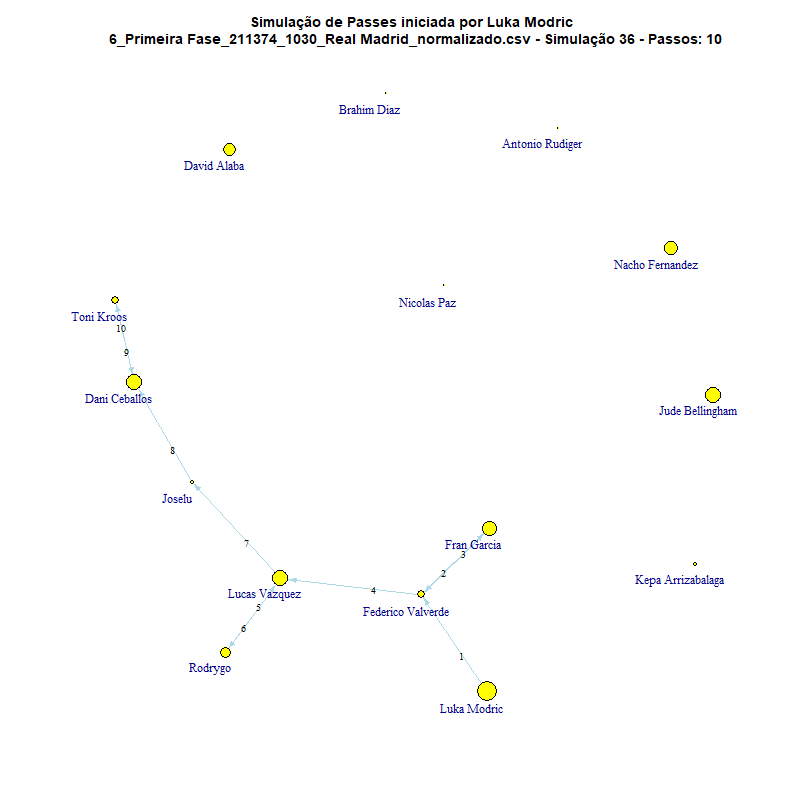 Simulação de Passes iniciada por Luka Modric
6_Primeira Fase_211374_1030_Real Madrid_normalizado.csv - Simulação 36 - Passos: 10
Brahim Diaz
Antonio Rudiger
David Alaba
Nacho Fernandez
Nicolas Paz
Toni Kroos
10
9
Dani Ceballos
Jude Bellingham
8
Joselu
7
Fran Garcia
3
2
Kepa Arrizabalaga
4
Lucas Vazquez
5
Federico Valverde
6
Rodrygo
1
Luka Modric